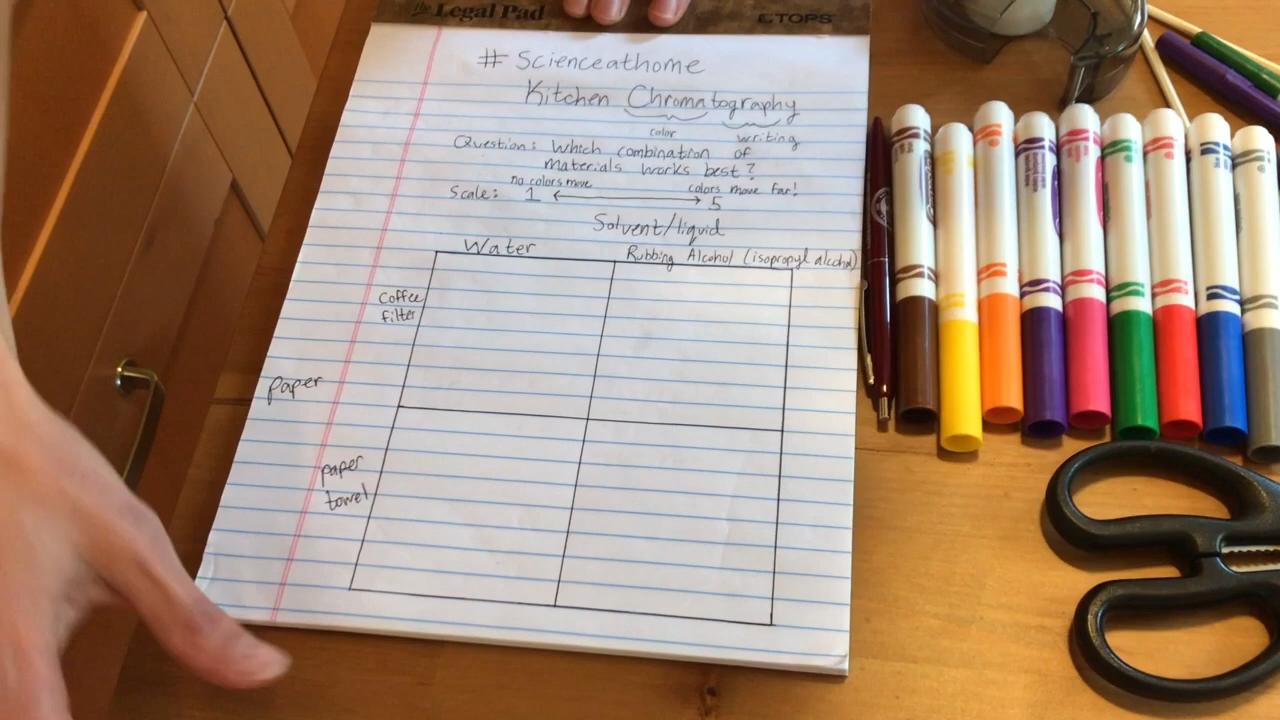 the Legal Pad
TOPS
# Scienceathome
Kitchen Chromatography
color writing
Question: Which combination of
materials works best?
no colors move colors move far!
Scale: 1 5
Solvent/liquid
Water Rubbing Alcohol (isopropyl alcohol)
coffee
filter
paper
paper
towel